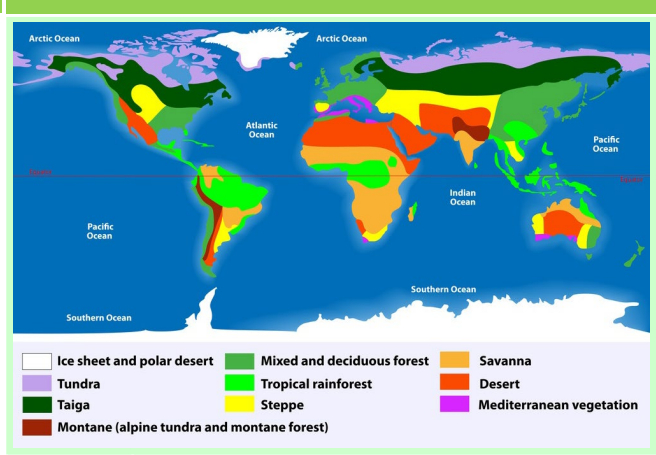 Arctic Ocean
Arctic Ocean
Atlantic
Ocean
Pacific
Ocean
Indian
Ocean
Pacific
Ocean
Southern Ocean
Southern Ocean
Ice sheet and polar desert
Mixed and deciduous forest
Savanna
Tundra
Tropical rainforest
Desert
Taiga
Steppe
Mediterranean vegetation
Montane (alpine tundra and montane forest)